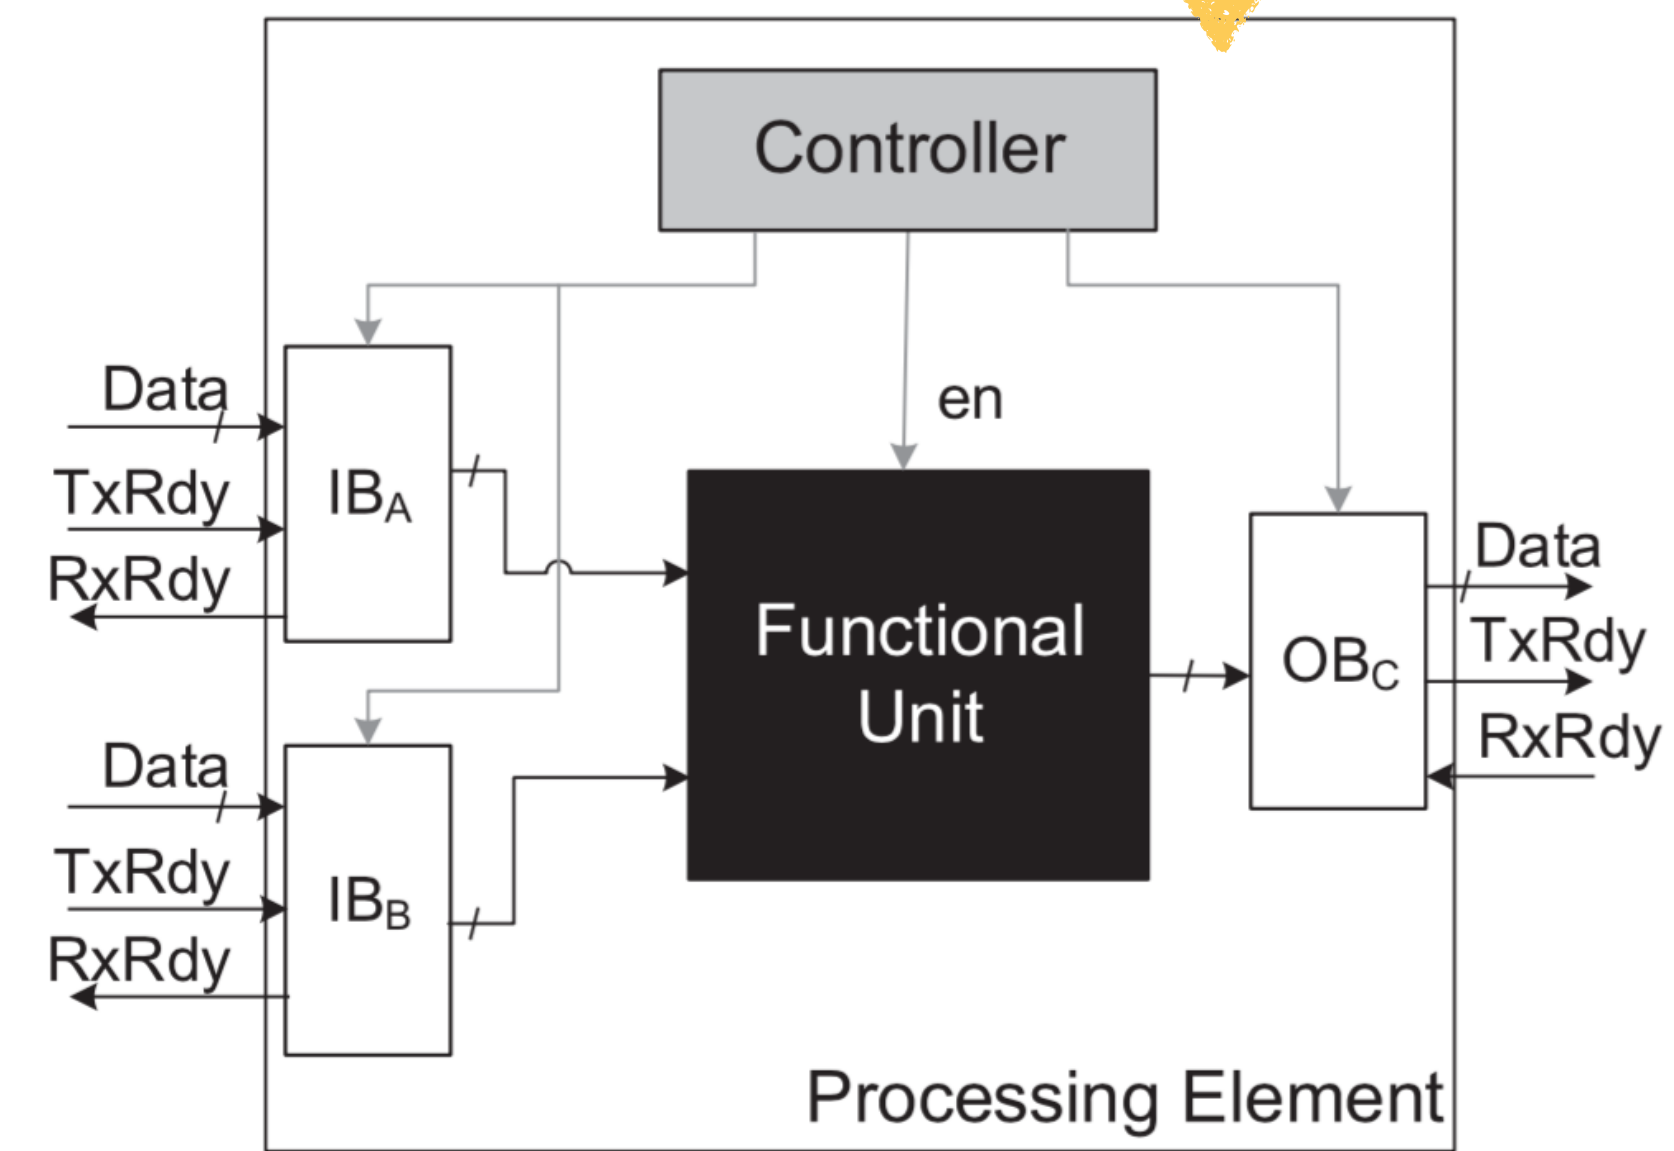 Controller
Data
TxRdy
RxRdy
IBA
en
Functional
Unit
OBC
Data
TxRdy
RxRdy
Data
TxRdy
RxRdy
IBB
Processing Element